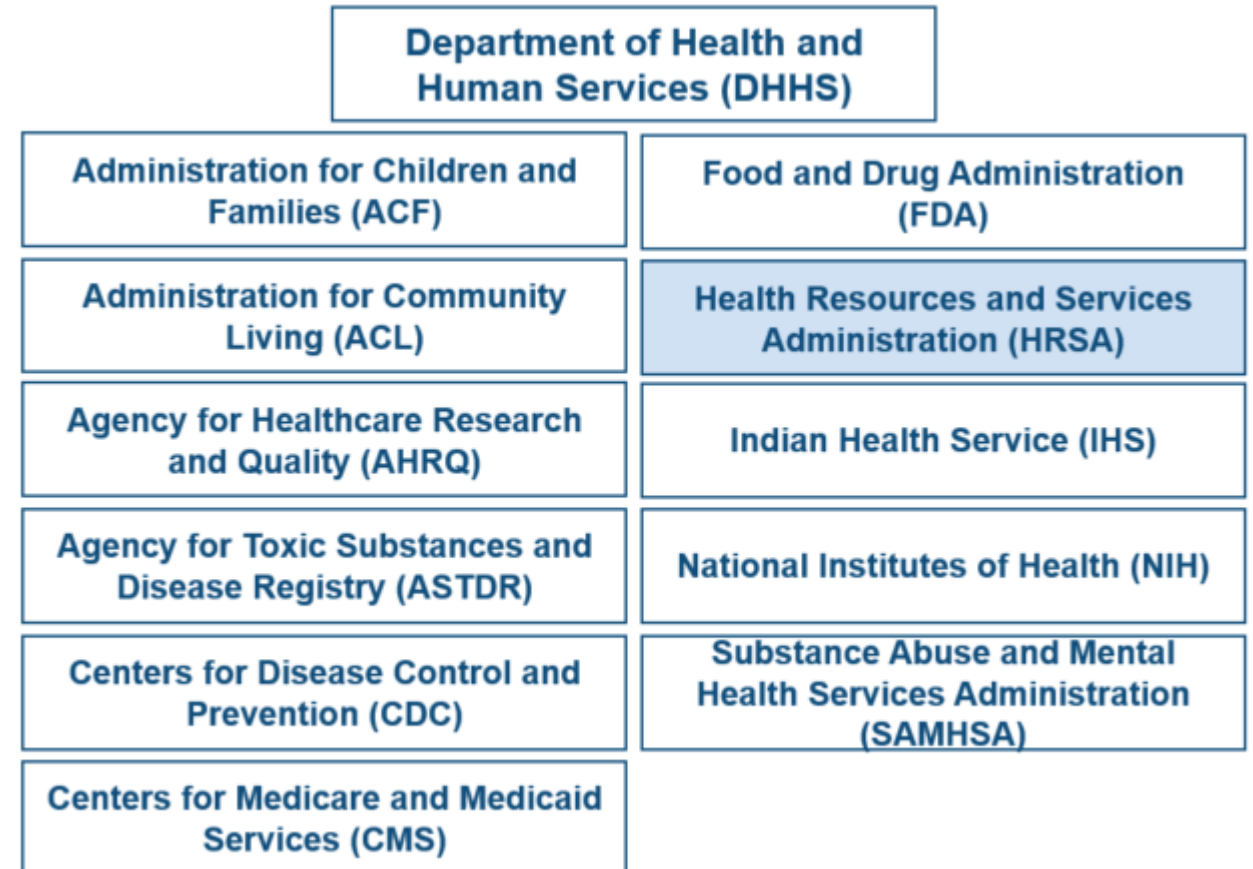 Department of Health and
Human Services (DHHS)
Administration for Children and
Families (ACF)
Administration for Community
Living (ACL)
Agency for Healthcare Research
and Quality (AHRQ)
Agency for Toxic Substances and
Disease Registry (ASTDR)
Centers for Disease Control and
Prevention (CDC)
Centers for Medicare and Medicaid
Services (CMS)
Food and Drug Administration
(FDA)
Health Resources and Services
Administration (HRSA)
Indian Health Service (IHS)
National Institutes of Health (NIH)
Substance Abuse and Mental
Health Services Administration
(SAMHSA)